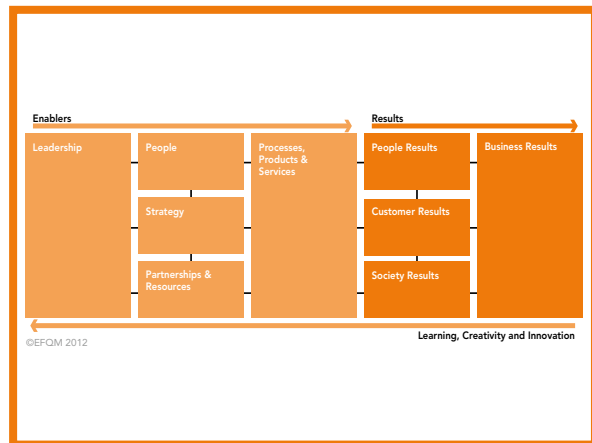 Enablers
Results
Leadership
People
Processes,
Products &
Services
People Results
Business Results
Strategy
Customer Results
Partnerships &
Resources
Society Results
Learning, Creativity and Innovation
©EFQM 2012